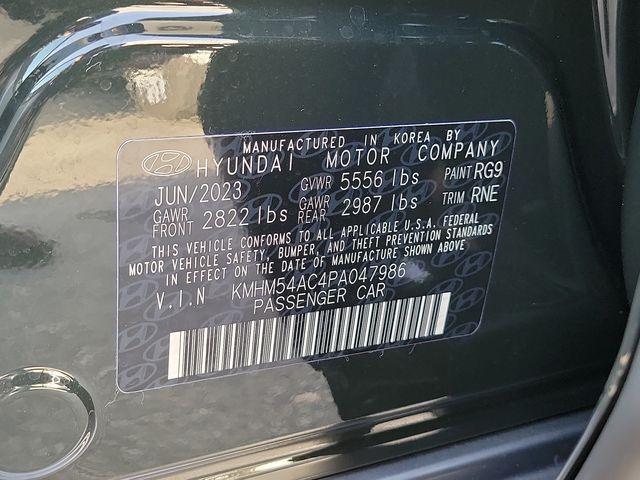 MANUFACTURED IN KOREA BY
HYUNDAI MOTOR COMPANY
JUN/2023 GVWR 5556 lbs PAINT RG9
GAWR FRONT 2822 lbs GAWR REAR 2987 lbs TRIM RNE
THIS VEHICLE CONFORMS TO ALL APPLICABLE U.S.A. FEDERAL
MOTOR VEHICLE SAFETY, BUMPER, AND THEFT PREVENTION STANDARDS
IN EFFECT ON THE DATE OF MANUFACTURE SHOWN ABOVE
V.I.N KMHM54AC4PA047986
PASSENGER CAR